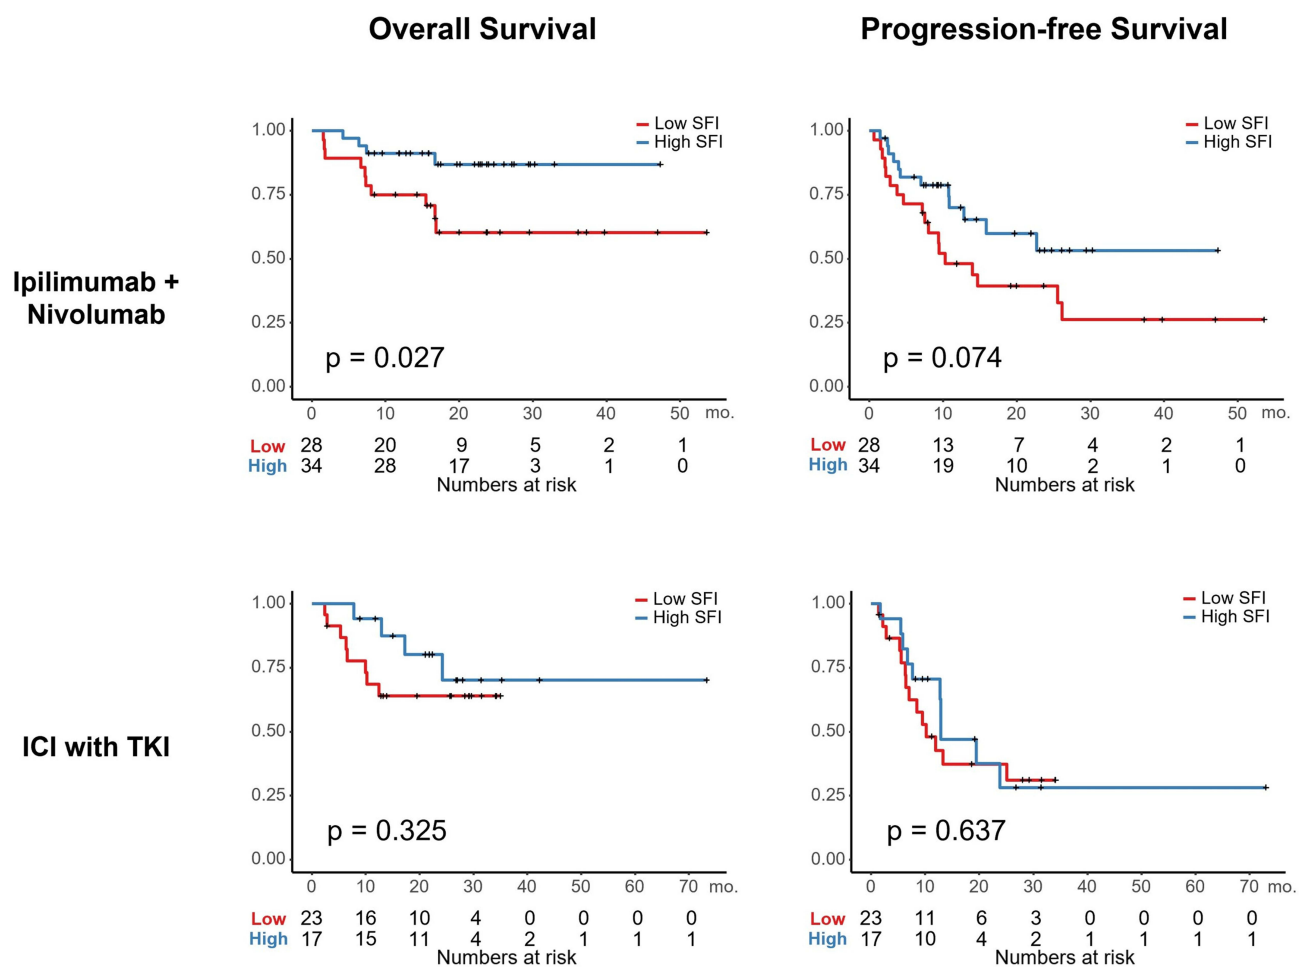 Overall Survival
Progression-free Survival
Ipilimumab +
Nivolumab
Low SFI
High SFI
1.00
0.75
0.50
0.25
0.00
p = 0.027
0 10 20 30 40 50 mo.
Low 28 20 9 5 2 1
High 34 28 17 3 1 0
Numbers at risk
Low SFI
High SFI
1.00
0.75
0.50
0.25
0.00
p = 0.074
0 10 20 30 40 50 mo.
Low 28 13 7 4 2 1
High 34 19 10 2 1 0
Numbers at risk
ICI with TKI
Low SFI
High SFI
1.00
0.75
0.50
0.25
0.00
p = 0.325
0 10 20 30 40 50 60 70 mo.
Low 23 16 10 4 0 0 0 0
High 17 15 11 4 2 1 1 1
Numbers at risk
Low SFI
High SFI
1.00
0.75
0.50
0.25
0.00
p = 0.637
0 10 20 30 40 50 60 70 mo.
Low 23 11 6 3 0 0 0 0
High 17 10 4 2 1 1 1 1
Numbers at risk